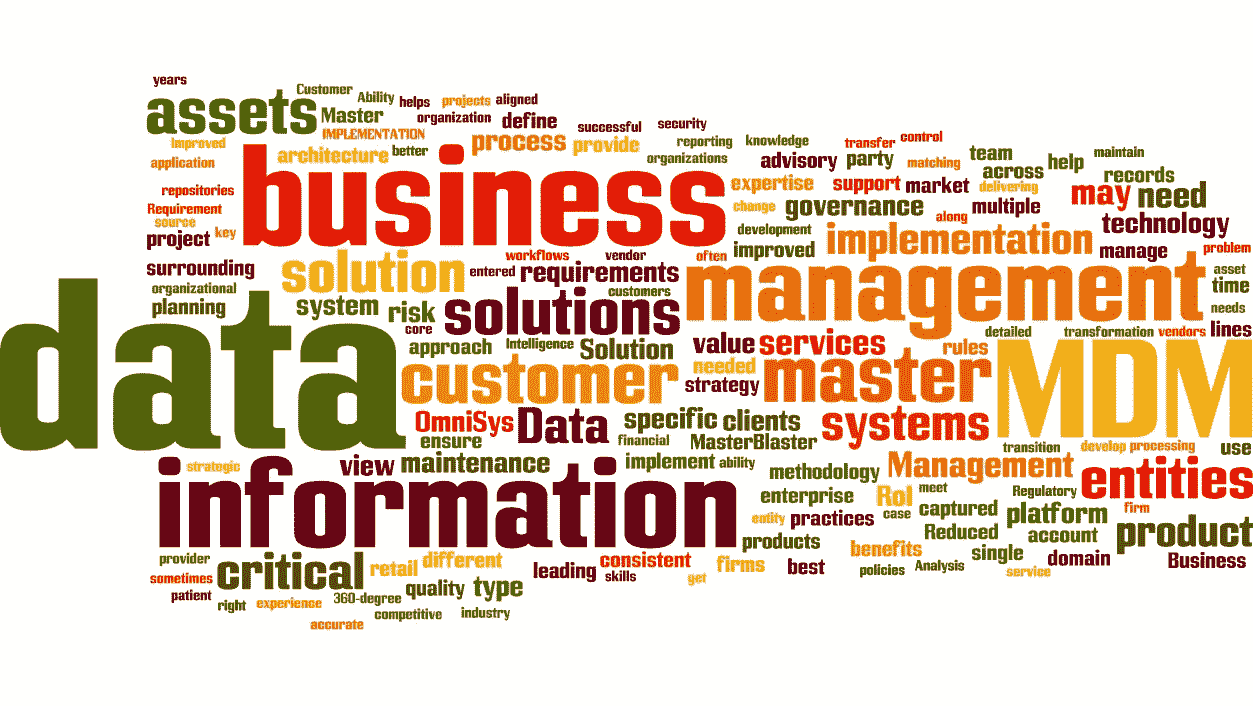 years
Customer
Ability
helps
projects
aligned
assets
Master
organization
define
successful
security
IMPLEMENTATION
process
provide
reporting
knowledge
transfer
control
Improved
architecture
better
organizations
advisory
party
matching
team
maintain
application
business
expertise
support
market
across
help
records
delivering
repositories
may
need
Requirement
change
governance
along
multiple
source
technology
project
key
development
improved
implementation
manage
problem
surrounding
solution
workflows
vendor
often
entered
requirements
management
asset
organizational
customers
time
planning
system
risk
solutions
needs
core
detailed
transformation
vendors
lines
data
approach
Intelligence
Solution
value
services
rules
MDM
customer
needed
strategy
master
OmniSys
Data
specific
clients
systems
ensure
financial
MasterBlaster
transition
develop
processing
use
strategic
view
maintenance
implement
ability
methodology
Management
entities
information
enterprise
RoI
meet
Regulatory
entity
practices
case
captured
platform
firm
Reduced
account
product
provider
critical
retail
different
consistent
products
benefits
single
domain
Business
sometimes
leading
skills
firms
best
policies
Analysis
service
get
patient
right
experience
360-degree
quality
type
competitive
industry
accurate